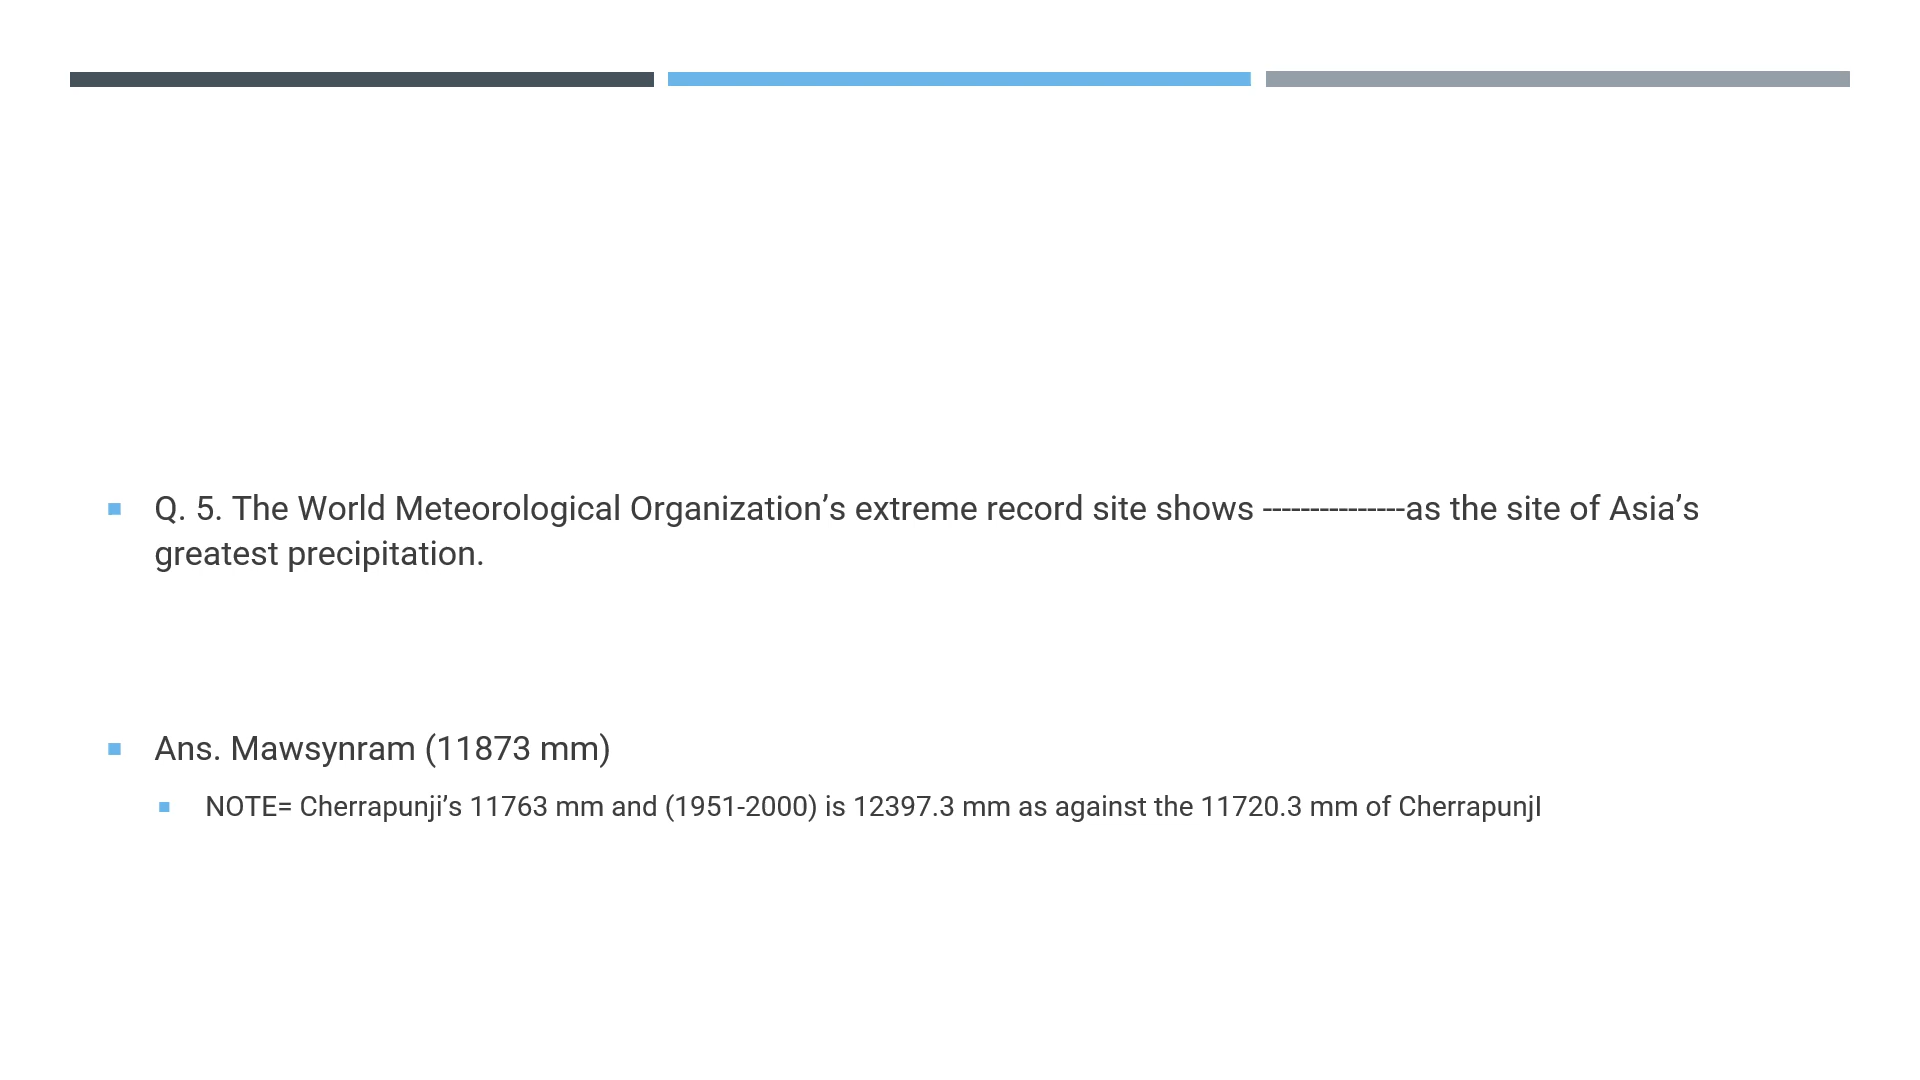 Q. 5. The World Meteorological Organization’s extreme record site shows ---------------as the site of Asia’s
greatest precipitation.
Ans. Mawsynram (11873 mm)
NOTE= Cherrapunji’s 11763 mm and (1951-2000) is 12397.3 mm as against the 11720.3 mm of CherrapunjI